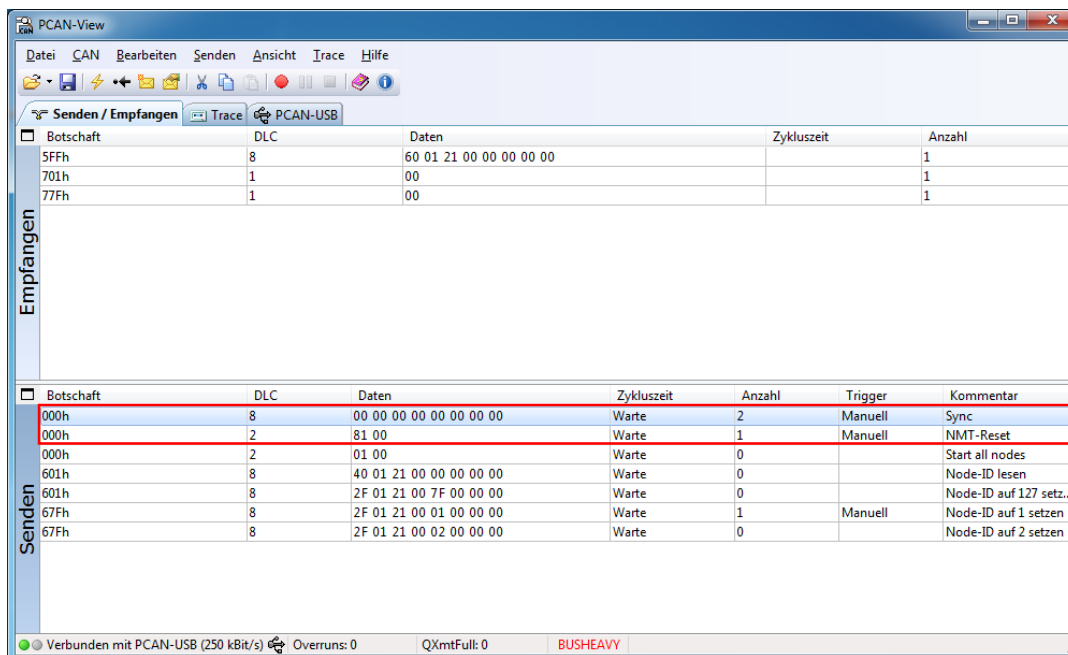 PCAN-View
Datei CAN Bearbeiten Senden Ansicht Trace Hilfe
Senden / Empfangen Trace PCAN-USB
Botschaft DLC Daten Zykluszeit Anzahl
5FFh 8 60 01 21 00 00 00 00 00 1
701h 1 00 1
77Fh 1 00 1
Empfangen
Botschaft DLC Daten Zykluszeit Anzahl Trigger Kommentar
000h 8 00 00 00 00 00 00 00 00 Warte 2 Manuell Sync
000h 2 81 00 Warte 1 Manuell NMT-Reset
000h 2 01 00 Warte 0 Start all nodes
601h 8 40 01 21 00 00 00 00 00 Warte 0 Node-ID lesen
601h 8 2F 01 21 00 7F 00 00 00 Warte 0 Node-ID auf 127 setz..
67Fh 8 2F 01 21 00 01 00 00 00 Warte 1 Manuell Node-ID auf 1 setzen
67Fh 8 2F 01 21 00 02 00 00 00 Warte 0 Node-ID auf 2 setzen
Senden
Verbunden mit PCAN-USB (250 kBit/s) Overruns: 0 QXmtFull: 0 BUSHEAVY